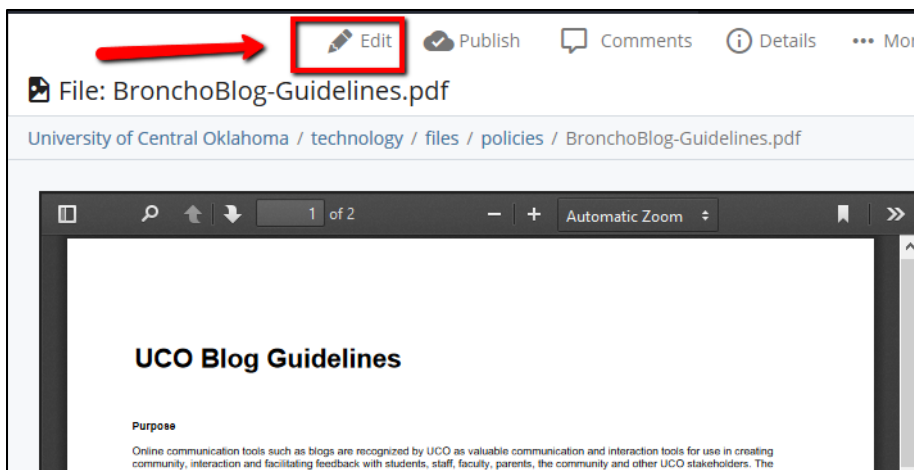 Edit Publish Comments Details ••• Mor
File: BronchoBlog-Guidelines.pdf
University of Central Oklahoma / technology / files / policies / BronchoBlog-Guidelines.pdf
1 of 2 Automatic Zoom
UCO Blog Guidelines
Purpose
Online communication tools such as blogs are recognized by UCO as valuable communication and interaction tools for use in creating
community, interaction and facilitating feedback with students, staff, faculty, parents, the community and other UCO stakeholders. The